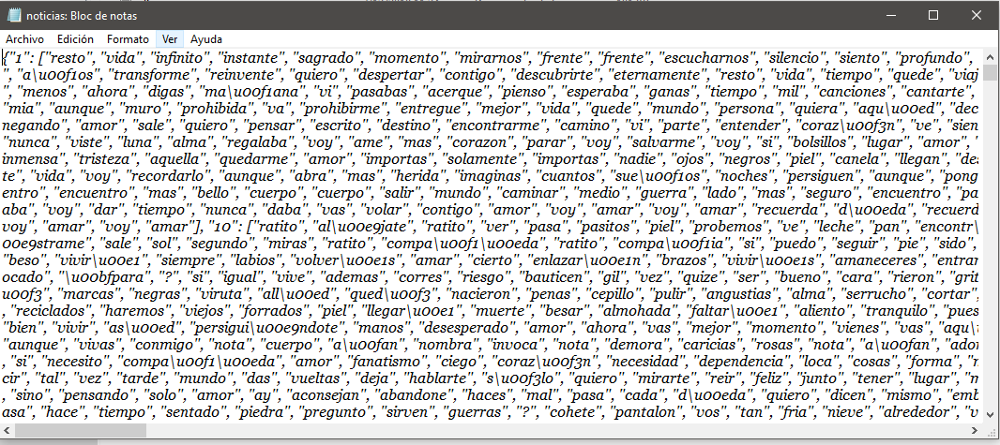 noticias: Bloc de notas
Archivo Edición Formato Ver Ayuda
{"1": ["resto", "vida", "infinito", "instante", "sagrado", "momento", "mirarnos", "frente", "frente", "escucharnos", "silencio", "siento", "profundo",
", "a\u00f1os", "transforme", "reinvente", "quiero", "despertar", "contigo", "descubrirte", "eternamente", "resto", "vida", "tiempo", "quede", "viaj
", "menos", "ahora", "digas", "ma\u00f1ana", "vi", "pasabas", "acerque", "pienso", "esperaba", "ganas", "tiempo", "mil", "canciones", "cantarte",
"mia", "aunque", "muro", "prohibida", "va", "prohibirme", "entregue", "mejor", "vida", "quede", "mundo", "persona", "quiera", "aqu\u00ed", "dec
negando", "amor", "sale", "quiero", "pensar", "escrito", "destino", "encontrarme", "camino", "vi", "parte", "entender", "coraz\u00f3n", "ve", "sien
"nunca", "viste", "luna", "alma", "regalaba", "voy", "ame", "mas", "corazon", "parar", "voy", "salvarme", "voy", "si", "bolsillos", "lugar", "amor", "
inmensa", "tristeza", "aquella", "quedarme", "amor", "importas", "solamente", "importas", "nadie", "ojos", "negros", "piel", "canela", "llegan", "des
te", "vida", "voy", "recordarlo", "aunque", "abra", "mas", "herida", "imaginas", "cuantos", "sue\u00f1os", "noches", "persiguen", "aunque", "pong
entro", "encuentro", "mas", "bello", "cuerpo", "cuerpo", "salir", "mundo", "caminar", "medio", "guerra", "lado", "mas", "seguro", "encuentro", "pa
aba", "voy", "dar", "tiempo", "nunca", "daba", "vas", "volar", "contigo", "amor", "voy", "amar", "voy", "amar", "recuerda", "d\u00eda", "recuerd
voy", "amar", "voy", "amar"], "10": ["ratito", "al\u00e9jate", "ratito", "ver", "pasa", "pasitos", "piel", "probemos", "ve", "leche", "pan", "encontr\
00e9strame", "sale", "sol", "segundo", "miras", "ratito", "compa\u00f1\u00eda", "ratito", "compa\u00f1ia", "si", "puedo", "seguir", "pie", "sido",
"beso", "vivir\u00e1", "siempre", "labios", "volver\u00e1s", "amar", "cierto", "enlazar\u00e1n", "brazos", "vivir\u00e1s", "amaneceres", "entran
ocado", "\u00bfpara", "?", "si", "igual", "vive", "ademas", "corres", "riesgo", "bauticen", "gil", "vez", "quize", "ser", "bueno", "cara", "rieron", "grit
u00f3", "marcas", "negras", "viruta", "all\u00ed", "qued\u00f3", "nacieron", "penas", "cepillo", "pulir", "angustias", "alma", "serrucho", "cortar",
, "reciclados", "haremos", "viejos", "forrados", "piel", "llegar\u00e1", "muerte", "besar", "almohada", "faltar\u00e1", "aliento", "tranquilo", "pues
"bien", "vivir", "as\u00ed", "persigui\u00e9ndote", "manos", "desesperado", "amor", "ahora", "vas", "mejor", "momento", "vienes", "vas", "aqu\
"aunque", "vivas", "conmigo", "nota", "cuerpo", "a\u00fan", "nombra", "invoca", "nota", "demora", "caricias", "rosas", "nota", "a\u00fan", "ador
, "si", "necesito", "compa\u00f1\u00eda", "amor", "fanatismo", "ciego", "coraz\u00f3n", "necesidad", "dependencia", "loca", "cosas", "forma", "m
cir", "tal", "vez", "tarde", "mundo", "das", "vueltas", "deja", "hablarte", "s\u00f3lo", "quiero", "mirarte", "reir", "feliz", "junto", "tener", "lugar", "m
, "sino", "pensando", "solo", "amor", "ay", "aconsejan", "abandone", "haces", "mal", "pasa", "cada", "d\u00eda", "quiero", "dicen", "mismo", "emb
asa", "hace", "tiempo", "sentado", "piedra", "pregunto", "sirven", "guerras", "?", "cohete", "pantalon", "vos", "tan", "fria", "nieve", "alrededor", "v